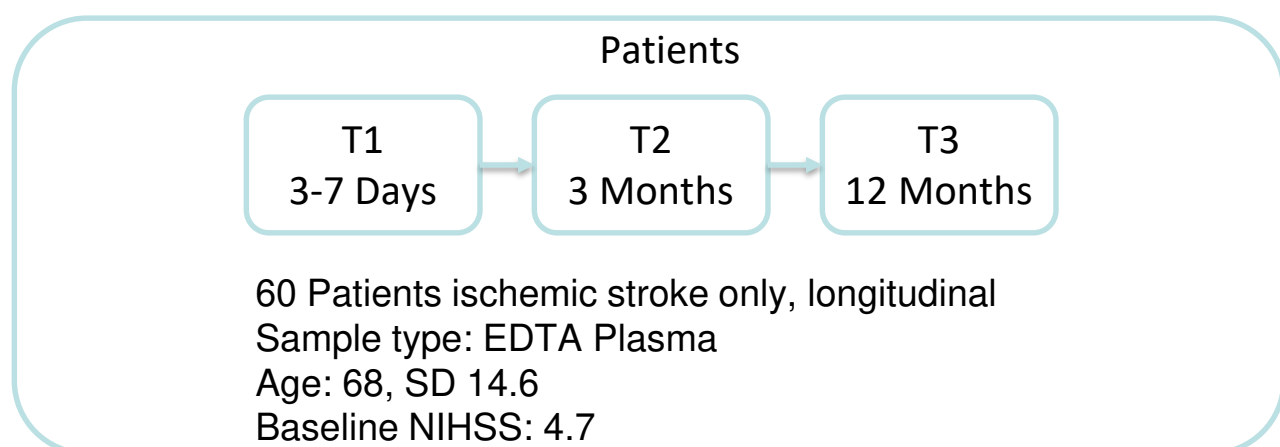 Patients
T1
3-7 Days
T2
3 Months
T3
12 Months
60 Patients ischemic stroke only, longitudinal
Sample type: EDTA Plasma
Age: 68, SD 14.6
Baseline NIHSS: 4.7